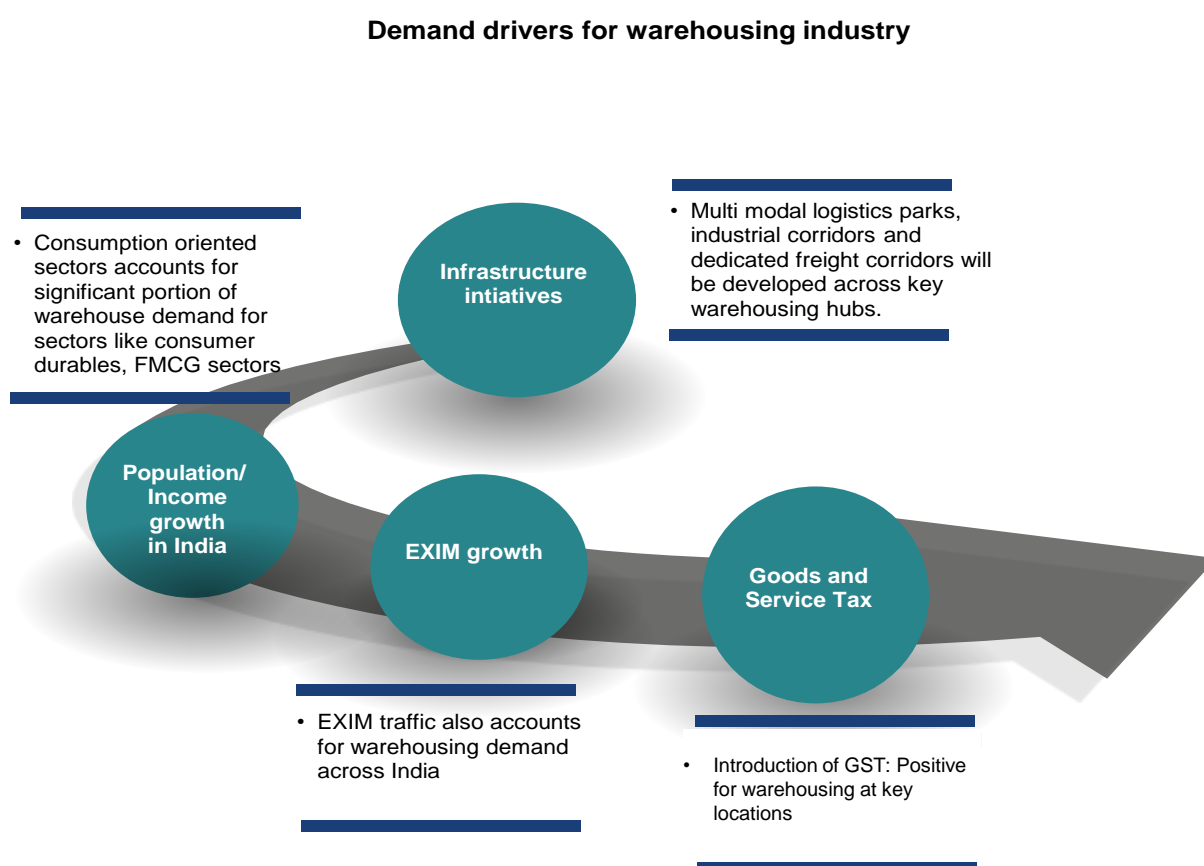 Demand drivers for warehousing industry
• Consumption oriented
sectors accounts for
significant portion of
warehouse demand for
sectors like consumer
durables, FMCG sectors
Infrastructure
intiatives
• Multi modal logistics parks,
industrial corridors and
dedicated freight corridors will
be developed across key
warehousing hubs.
Population/
Income
growth
in India
EXIM growth
Goods and
Service Tax
• EXIM traffic also accounts
for warehousing demand
across India
• Introduction of GST: Positive
for warehousing at key
locations